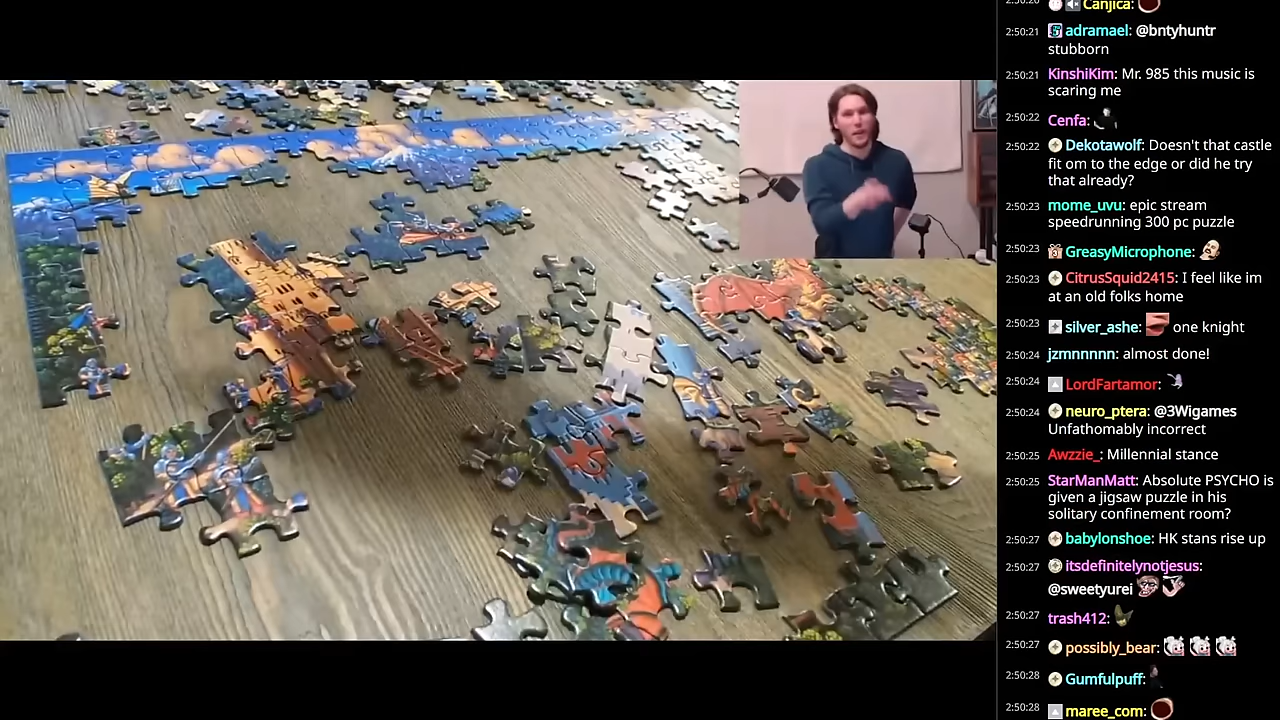 2:50:20 Canjica:
2:50:21 adramael: @bntyhuntr
stubborn
2:50:21 KinshiKim: Mr. 985 this music is
scaring me
2:50:22 Cenfa:
2:50:22 Dekotawolf: Doesn't that castle
fit om to the edge or did he try
that already?
2:50:23 mome_uvu: epic stream
speedrunning 300 pc puzzle
2:50:23 GreasyMicrophone:
2:50:23 CitrusSquid2415: I feel like im
at an old folks home
2:50:23 silver_ashe: one knight
2:50:24 jzmnnnnn: almost done!
2:50:24 LordFartamor:
2:50:24 neuro_ptera: @3Wigames
Unfathomably incorrect
2:50:25 Awzzie_: Millennial stance
2:50:25 StarManMatt: Absolute PSYCHO is
given a jigsaw puzzle in his
solitary confinement room?
2:50:27 babylonshoe: HK stans rise up
2:50:27 itsdefinitelynotjesus:
@sweetyurei
2:50:27 trash412:
2:50:27 possibly_bear:
2:50:28 Gumfulpuff:
2:50:28 maree_com: